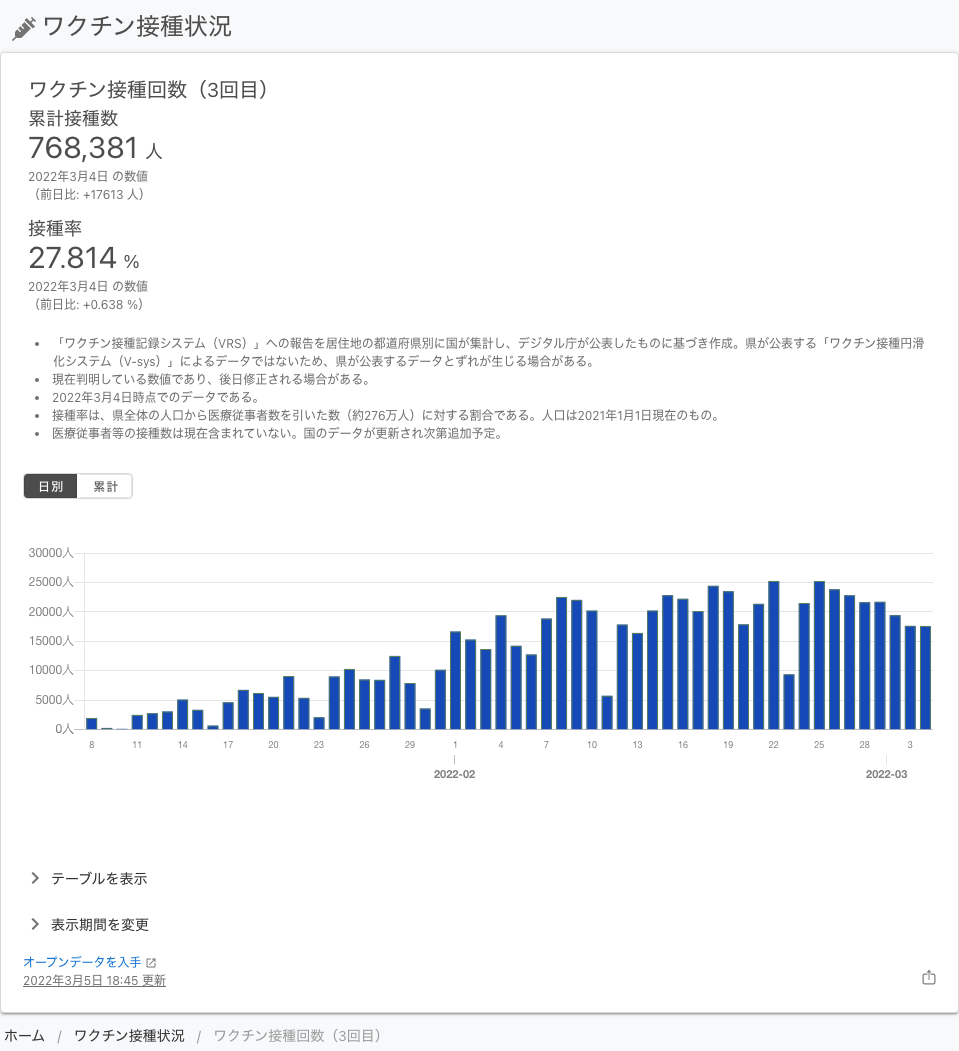 ワクチン接種状況
ワクチン接種回数（3回目）
累計接種数
768,381 人
2022年3月4日 の数値
（前日比: +17613 人）
接種率
27.814 %
2022年3月4日 の数値
（前日比: +0.638 %）
• 「ワクチン接種記録システム（VRS）」への報告を居住地の都道府県別に国が集計し、デジタル庁が公表したものに基づき作成。県が公表する「ワクチン接種円滑
化システム（V-sys）」によるデータではないため、県が公表するデータとずれが生じる場合がある。
• 現在判明している数値であり、後日修正される場合がある。
• 2022年3月4日時点でのデータである。
• 接種率は、県全体の人口から医療従事者数を引いた数（約276万人）に対する割合である。人口は2021年1月1日現在のもの。
• 医療従事者等の接種数は現在含まれていない。国のデータが更新され次第追加予定。
日別 累計
30000人
25000人
20000人
15000人
10000人
5000人
0人
8 11 14 17 20 23 26 29 1 4 7 10 13 16 19 22 25 28 3
2022-02 2022-03
テーブルを表示
表示期間を変更
オープンデータを入手
2022年3月5日 18:45 更新
ホーム / ワクチン接種状況 / ワクチン接種回数（3回目）